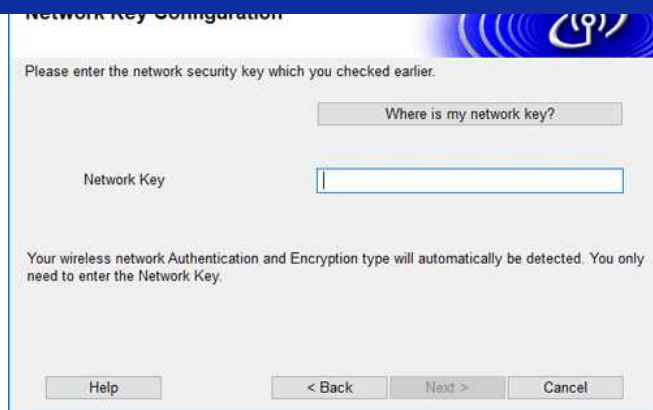 Network Key Configuration
Please enter the network security key which you checked earlier.
Where is my network key?
Network Key
Your wireless network Authentication and Encryption type will automatically be detected. You only
need to enter the Network Key.
Help
< Back
Next >
Cancel